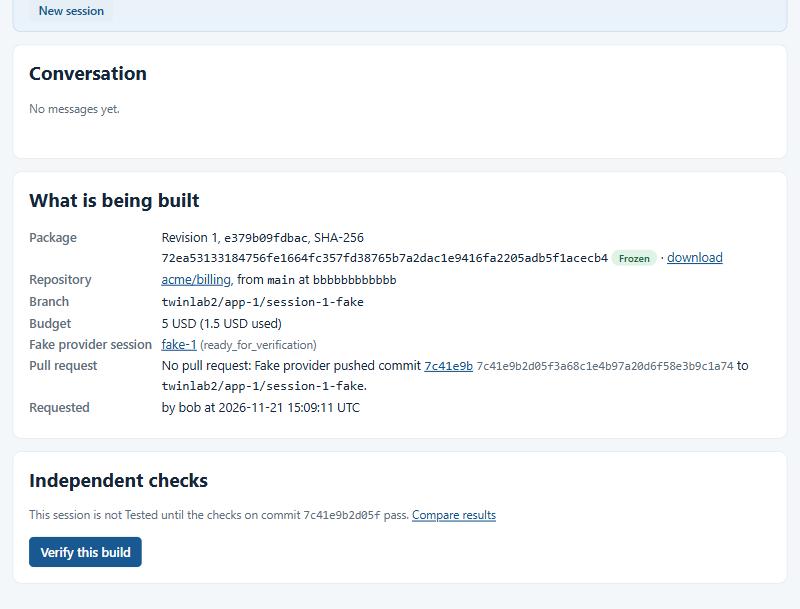 New session
Conversation
No messages yet.
What is being built
Package Revision 1, e379b09fdbac, SHA-256
72ea53133184756fe1664fc357fd38765b7a2dac1e9416fa2205adb5f1acecb4 Frozen · download
Repository acme/billing, from main at bbbbbbbbbbbb
Branch twinlab2/app-1/session-1-fake
Budget 5 USD (1.5 USD used)
Fake provider session fake-1 (ready_for_verification)
Pull request No pull request: Fake provider pushed commit 7c41e9b 7c41e9b2d05f3a68c1e4b97a20d6f58e3b9c1a74 to
twinlab2/app-1/session-1-fake.
Requested by bob at 2026-11-21 15:09:11 UTC
Independent checks
This session is not Tested until the checks on commit 7c41e9b2d05f pass. Compare results
Verify this build